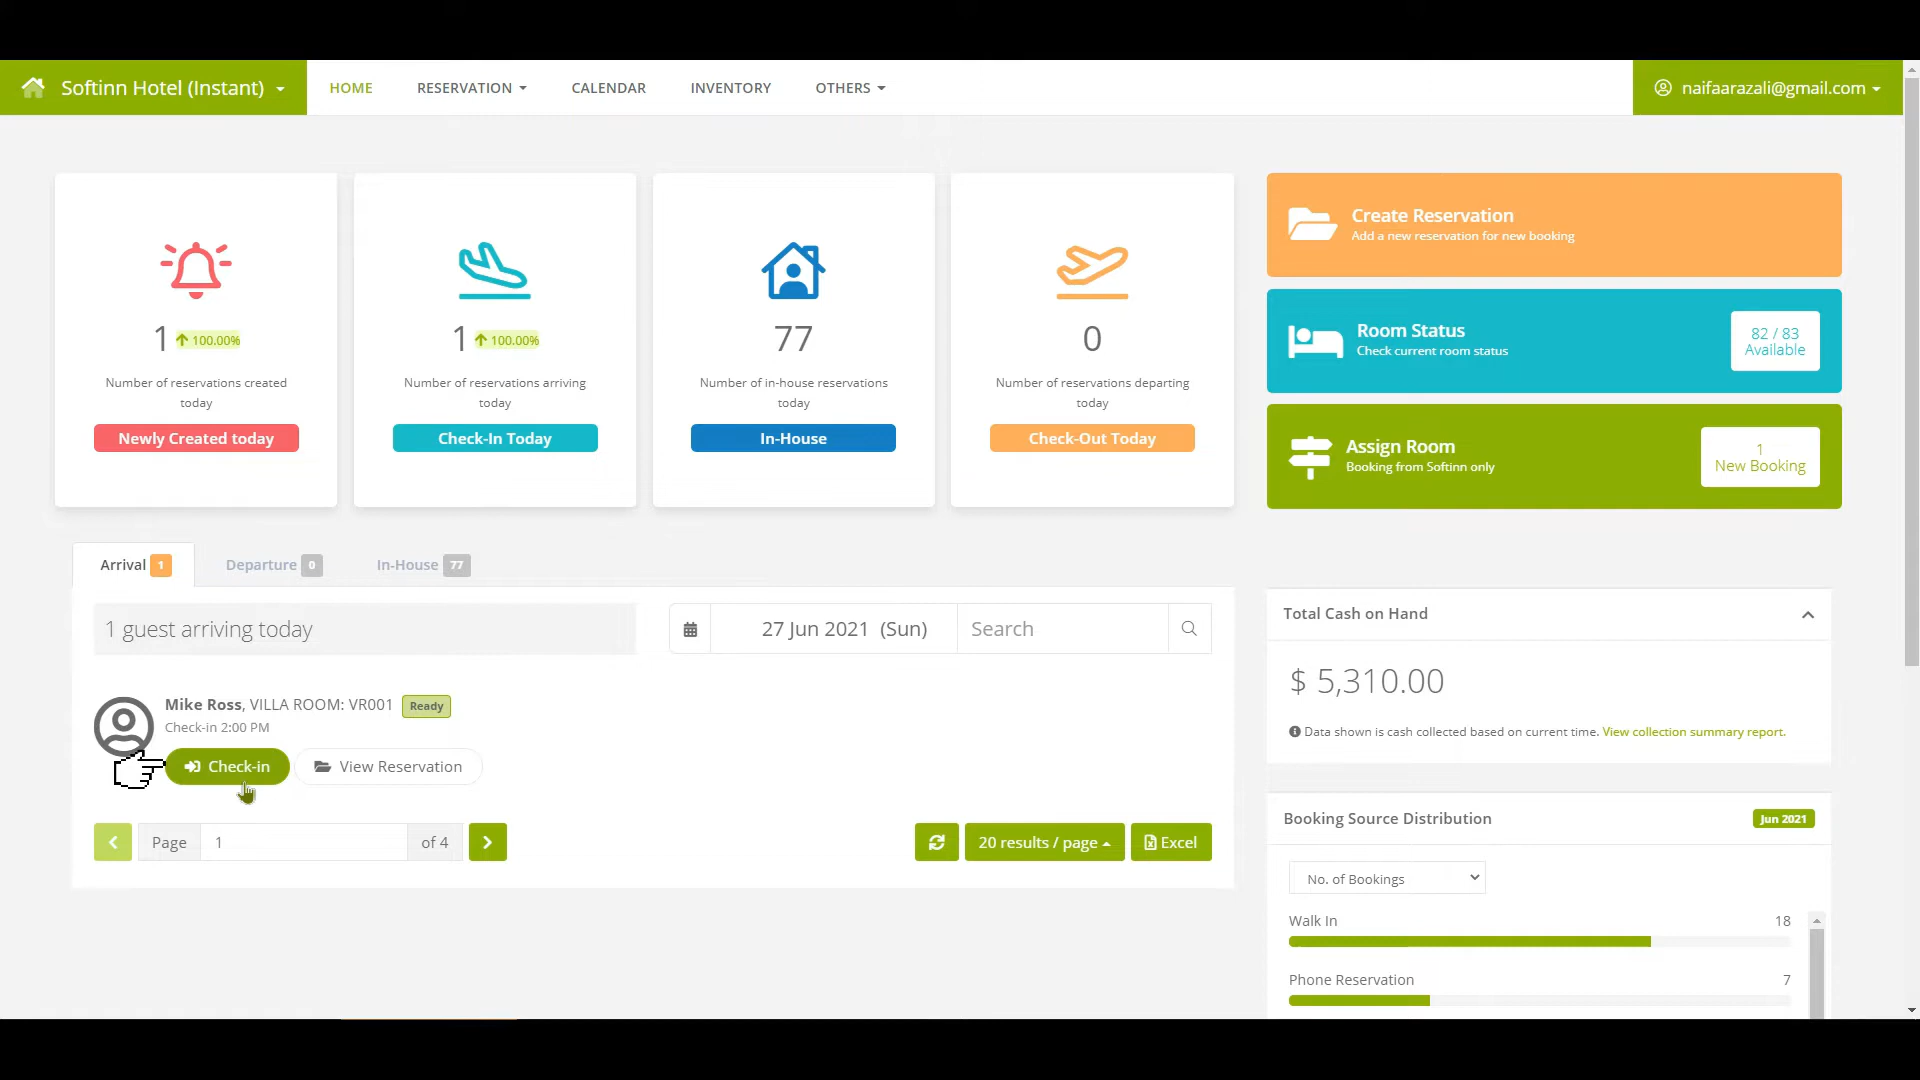 Softinn Hotel (Instant)
HOME
RESERVATION
CALENDAR
INVENTORY
OTHERS
naifaarazali@gmail.com
1
100.00%
Number of reservations created
today
Newly Created today
1
100.00%
Number of reservations arriving
today
Check-In Today
77
Number of in-house reservations
today
In-House
0
Number of reservations departing
today
Check-Out Today
Create Reservation
Add a new reservation for new booking
Room Status
Check current room status
82 / 83
Available
Assign Room
Booking from Softinn only
1
New Booking
Arrival 1
Departure 0
In-House 77
1 guest arriving today
27 Jun 2021 (Sun)
Search
Mike Ross, VILLA ROOM: VR001 Ready
Check-in 2:00 PM
Check-in
View Reservation
Page 1 of 4
20 results / page
Excel
Total Cash on Hand
$ 5,310.00
Data shown is cash collected based on current time. View collection summary report.
Booking Source Distribution
Jun 2021
No. of Bookings
Walk In 18
Phone Reservation 7